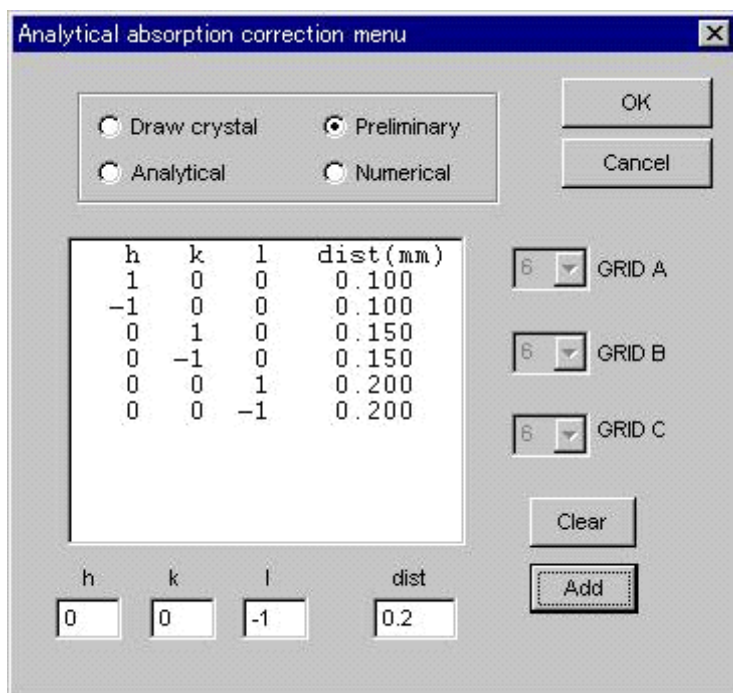 Analytical absorption correction menu
Draw crystal Preliminary
Analytical Numerical
OK
Cancel
h k l dist(mm)
1 0 0 0.100
-1 0 0 0.100
0 1 0 0.150
0 -1 0 0.150
0 0 1 0.200
0 0 -1 0.200
6 GRID A
6 GRID B
6 GRID C
Clear
Add
h k l dist
0 0 -1 0.2